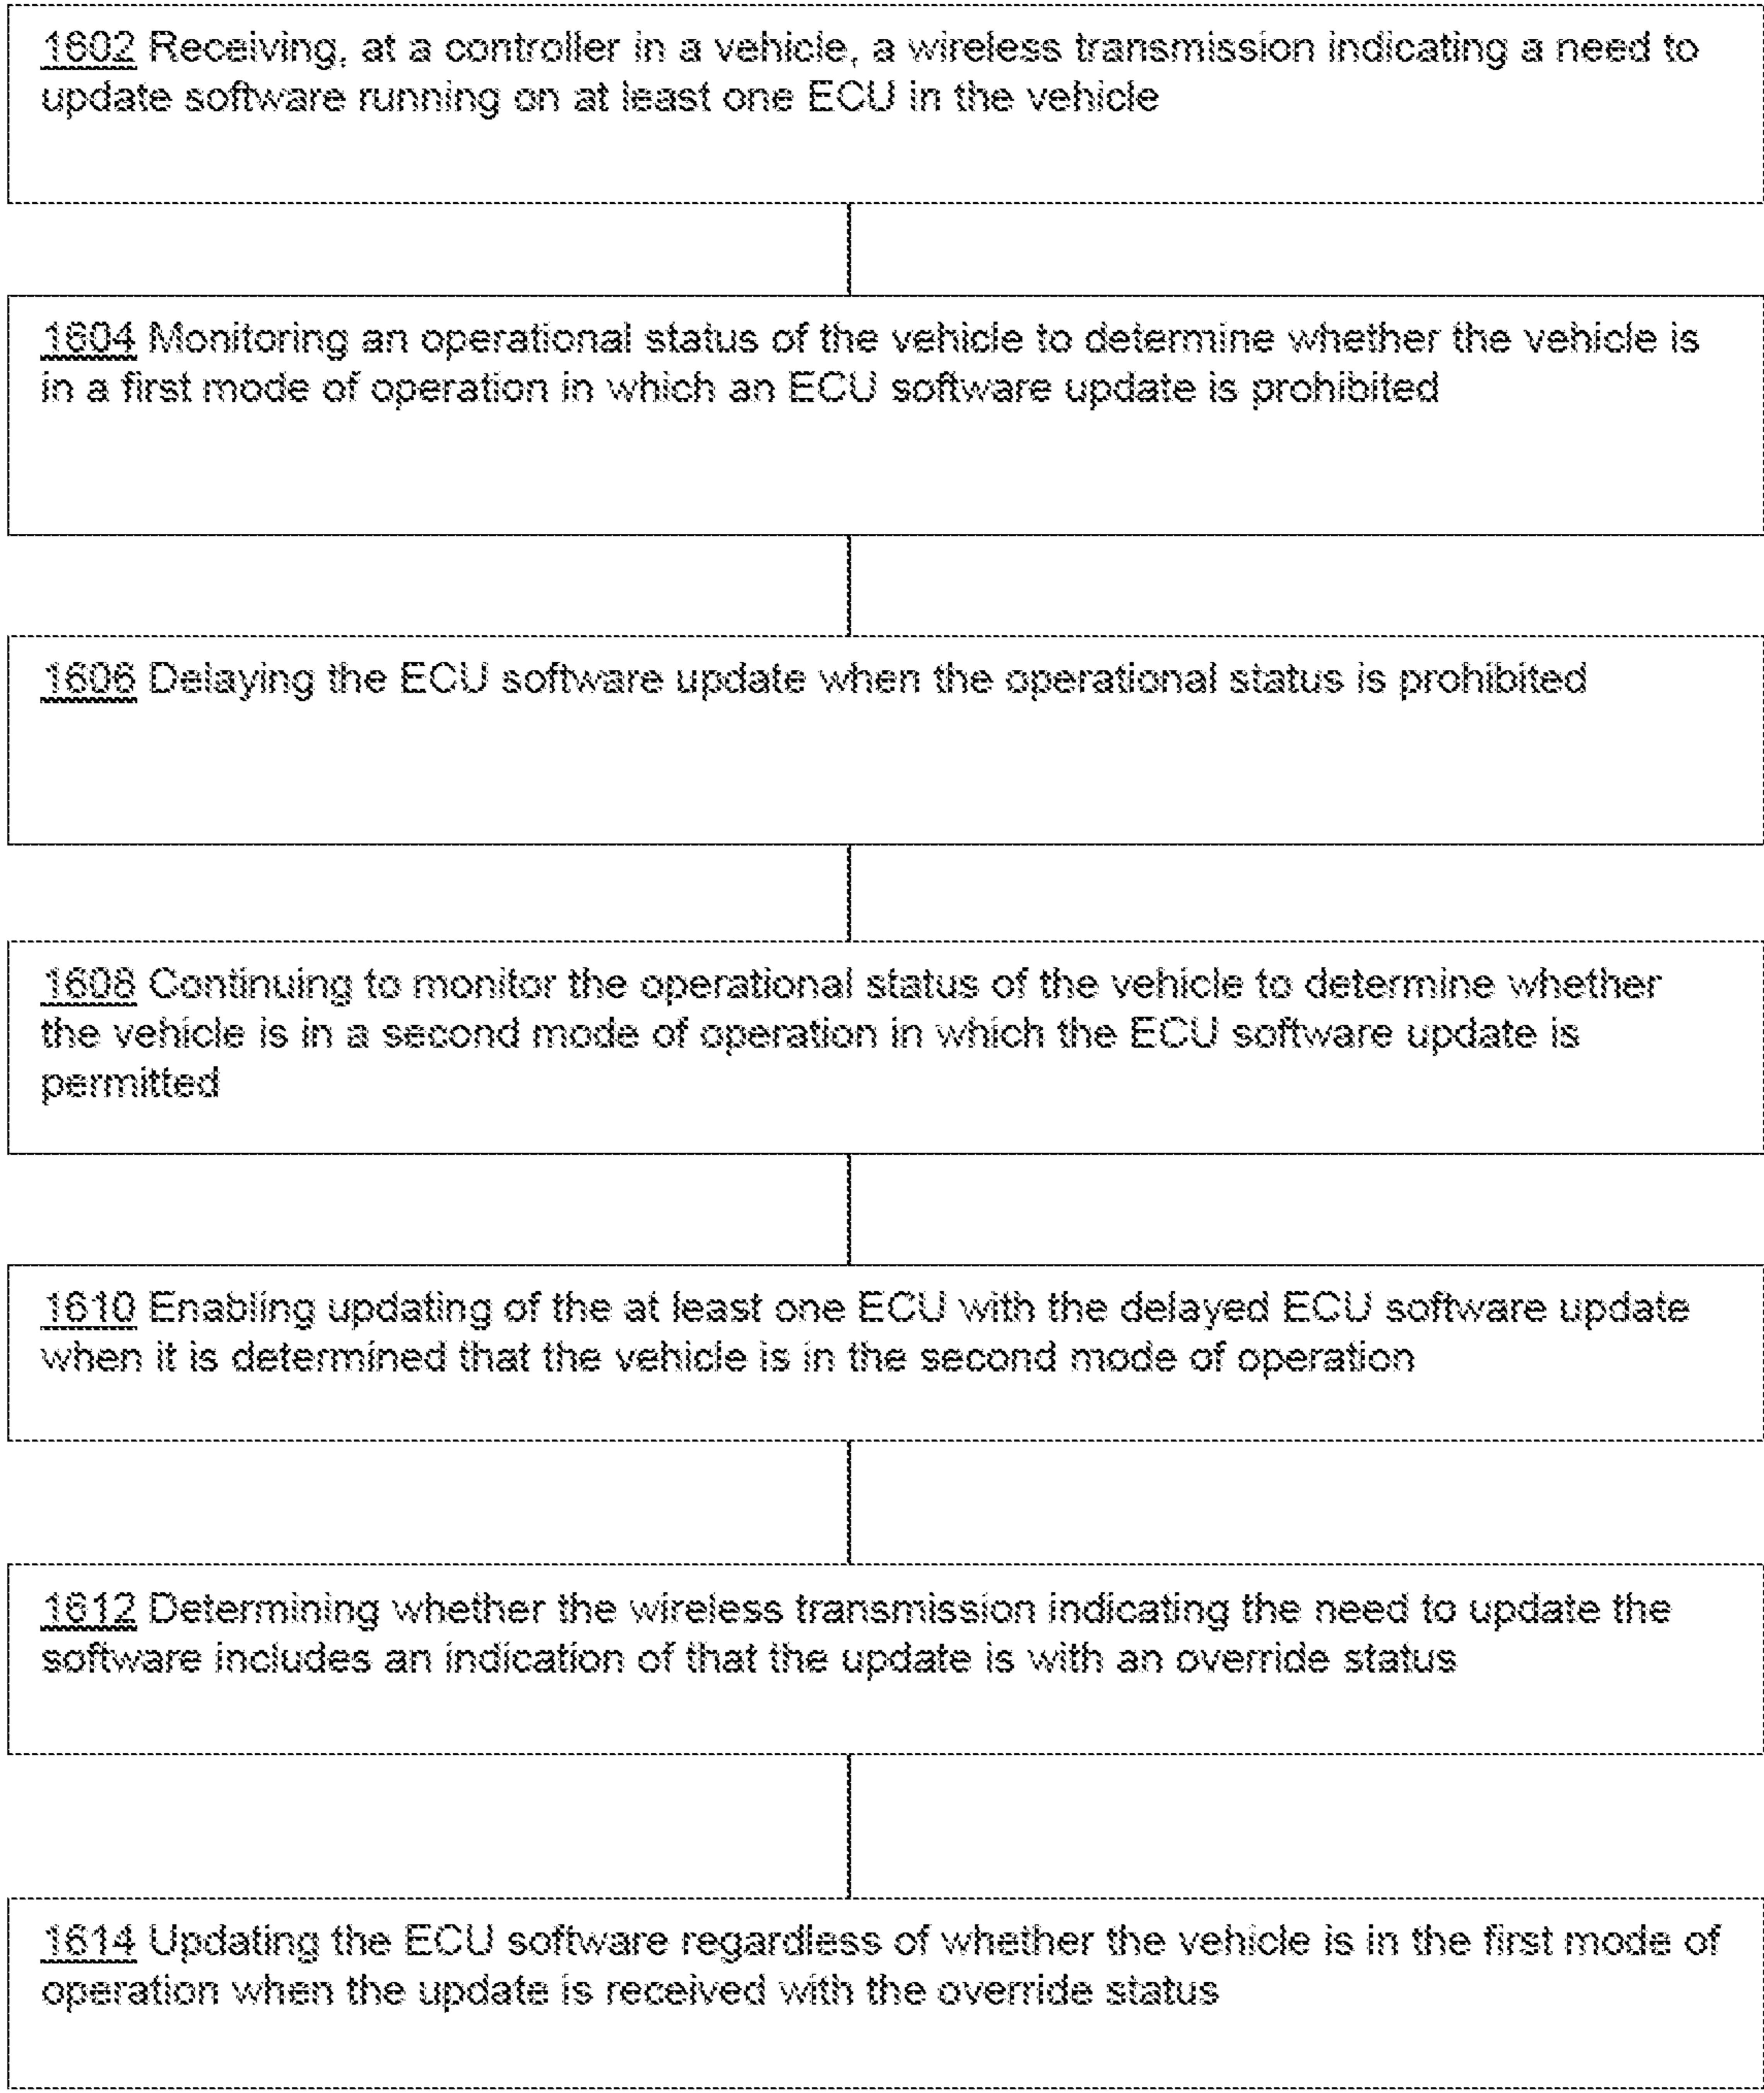 1602 Receiving, at a controller in a vehicle, a wireless transmission indicating a need to
update software running on at least one ECU in the vehicle
1604 Monitoring an operational status of the vehicle to determine whether the vehicle is
in a first mode of operation in which an ECU software update is prohibited
1606 Delaying the ECU software update when the operational status is prohibited
1608 Continuing to monitor the operational status of the vehicle to determine whether
the vehicle is in a second mode of operation in which the ECU software update is
permitted
1610 Enabling updating of the at least one ECU with the delayed ECU software update
when it is determined that the vehicle is in the second mode of operation
1612 Determining whether the wireless transmission indicating the need to update the
software includes an indication of that the update is with an override status
1614 Updating the ECU software regardless of whether the vehicle is in the first mode of
operation when the update is received with the override status